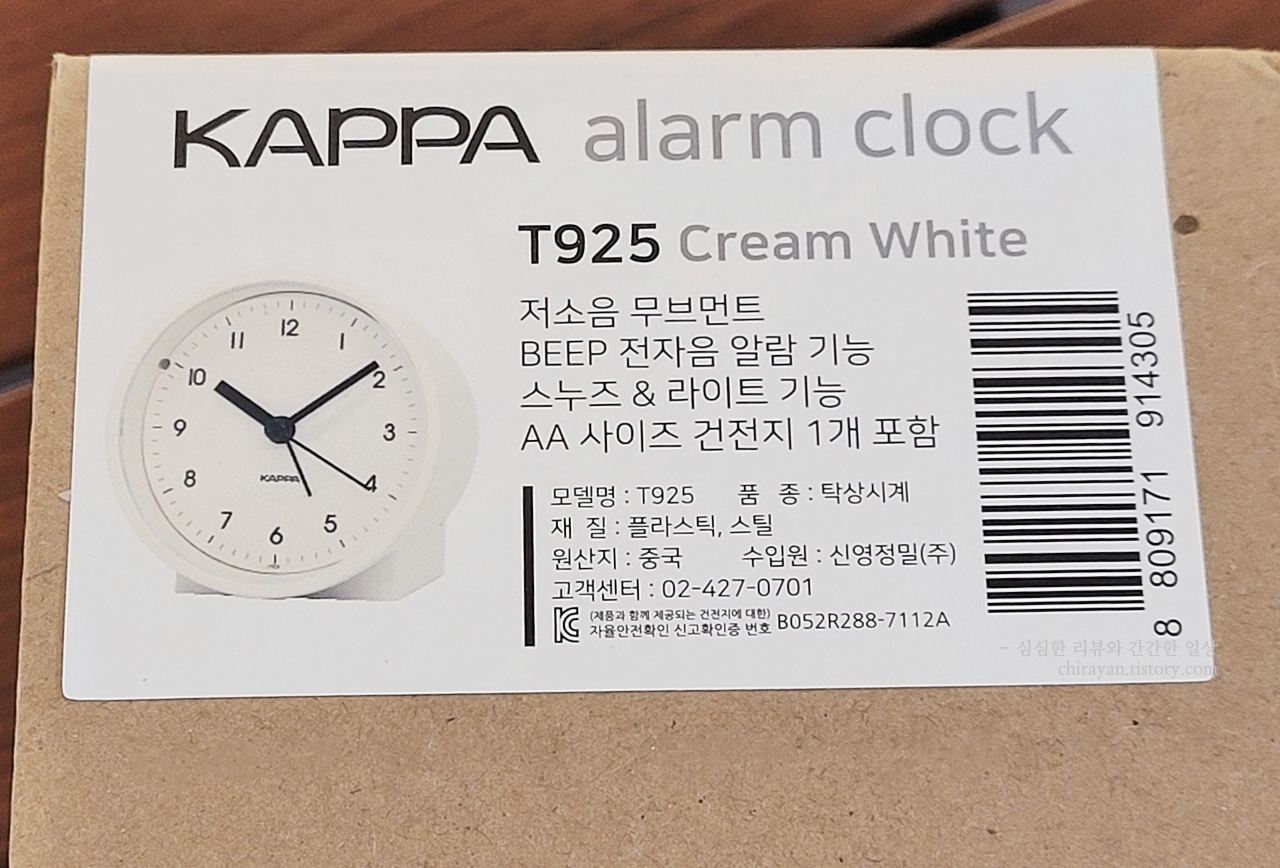 KAPPA alarm clock
T925 Cream White
저소음 무브먼트
BEEP 전자음 알람 기능
스누즈 & 라이트 기능
AA 사이즈 건전지 1개 포함
모델명 : T925 품 종 : 탁상시계
재 질 : 플라스틱, 스틸
원산지 : 중국 수입원 : 신영정밀(주)
고객센터 : 02-427-0701
(제품과 함께 제공되는 건전지에 대한)
자율안전확인 신고확인증 번호 B052R288-7112A
8 809171 914305
12
1
2
3
4
5
6
7
8
9
10
11
KAPPA
- 심심한 리뷰와 간간한 일상
chirayan.tistory.com